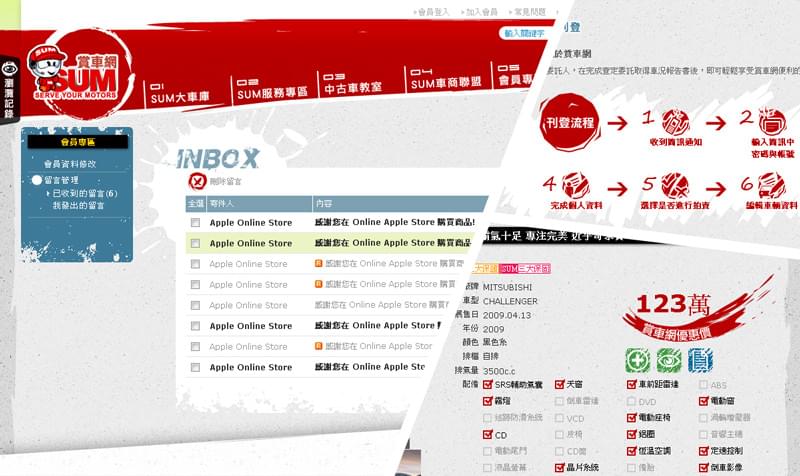 會員登入 加入會員 常見問題
輸入關鍵字
瀏灠記錄
賞車網
SUM
SUM
SERVE YOUR MOTORS
01
SUM大車庫
02
SUM服務專區
03
中古車教室
04
SUM車商聯盟
05
會員專
會員專區
會員資料修改
留言管理
已收到的留言(6)
我發出的留言
INBOX
刪除留言
全選 寄件人 內容
Apple Online Store 感謝您在 Online Apple Store 購買商品!
Apple Online Store 感謝您在 Online Apple Store 購買商品
Apple Online Store R 感謝您在 Online Apple Store 購買商
Apple Online Store R 感謝您在 Online Apple Store 購買
Apple Online Store 感謝您在 Online Apple Store 購買
Apple Online Store 感謝您在 Online Apple Store 購
Apple Online Store R 感謝您在 Online Apple Store
Apple Online Store 感謝您在 Online Apple Store
刊登
於賞車網
委託人，在完成查定委託取得車況報告書後，即可輕鬆享受賞車網便利的
刊登流程
1
收到簡訊通知
2
輸入簡訊中
密碼與帳號
4
完成個人資料
5
選擇是否進行拍查
6
編輯車輛資料
氣十足 專注完美 近乎
大保證 SUM三大保固
廠牌 MITSUBISHI
車型 CHALLENGER
售日 2009.04.13
年份 2009
顏色 黑色系
排檔 自排
排氣量 3500c.c
123萬
賞車網優惠價
配備 SRS輔助氣囊 天窗 車前距雷達 ABS
霧燈 倒車雷達 DVD 電動窗
迷路防滑系統 VCD 電動座椅 渦輪增壓器
CD 皮椅 鋁圈 音響主機
電動尾門 CD匣 恆溫空調 定速控制
液晶螢幕 晶片系統 備胎 倒車影像